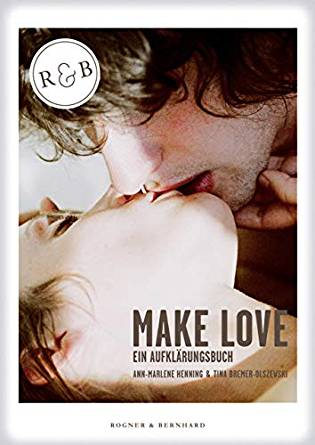 R&B
MAKE LOVE
EIN AUFKLÄRUNGSBUCH
ANN-MARLENE HENNING & TINA BREMER-OLSZEWSKI
ROGNER & BERNHARD